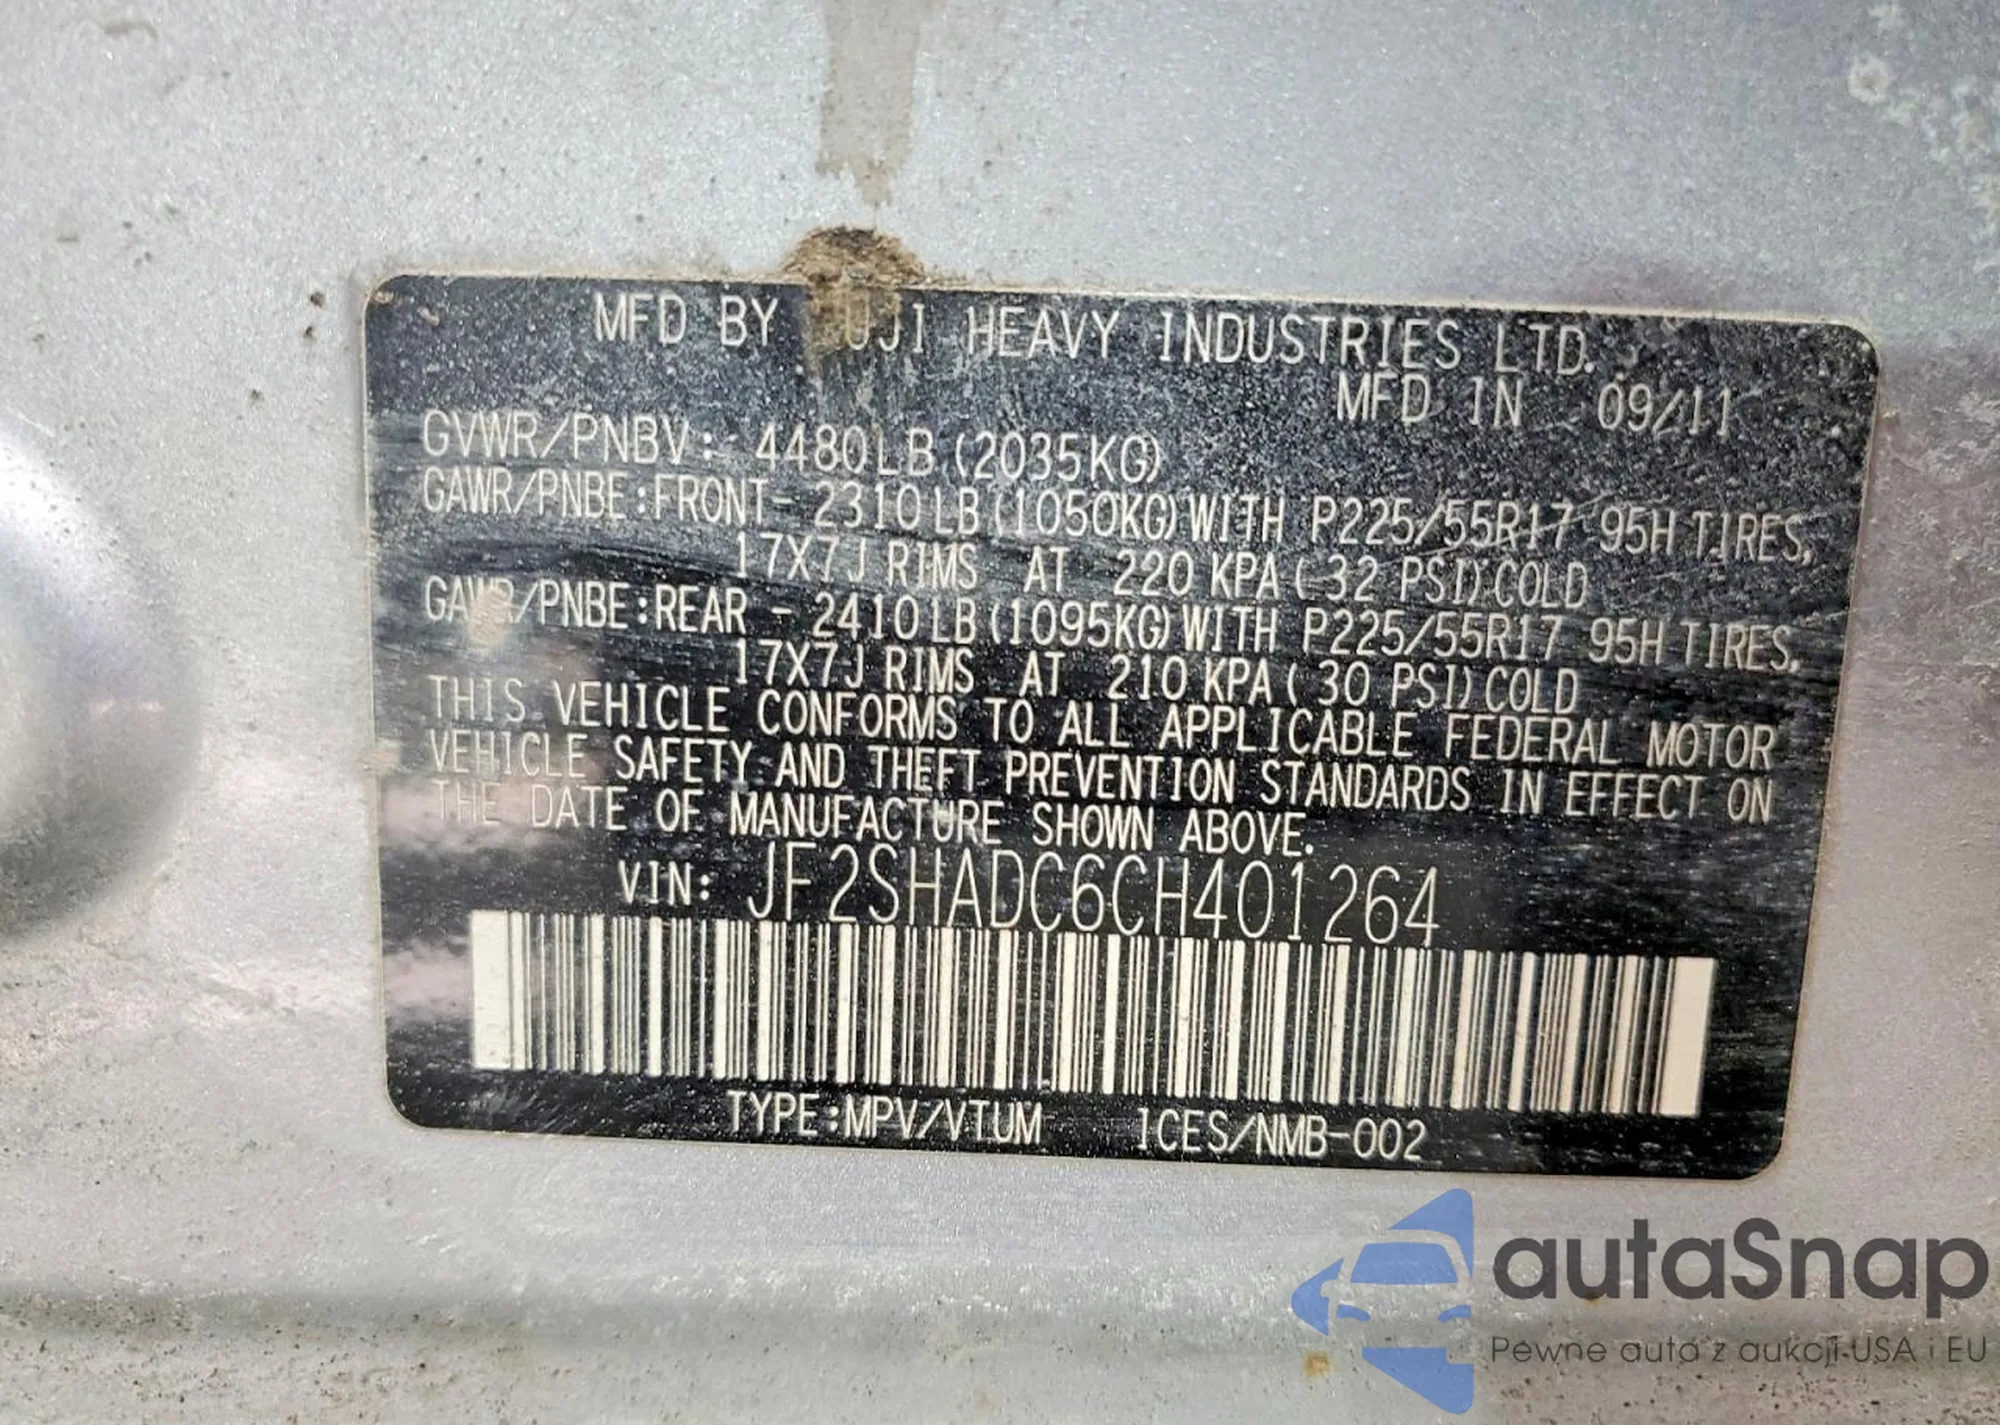 MFD BY FUJI HEAVY INDUSTRIES LTD.
MFD IN 09/11
GVWR/PNBV: 4480LB (2035KG)
GAWR/PNBE:FRONT- 2310LB(1050KG)WITH P225/55R17 95H TIRES,
17X7J RIMS AT 220 KPA ( 32 PSI) COLD
GAWR/PNBE:REAR - 2410LB(1095KG)WITH P225/55R17 95H TIRES,
17X7J RIMS AT 210 KPA ( 30 PSI) COLD
THIS VEHICLE CONFORMS TO ALL APPLICABLE FEDERAL MOTOR
VEHICLE SAFETY AND THEFT PREVENTION STANDARDS IN EFFECT ON
THE DATE OF MANUFACTURE SHOWN ABOVE.
VIN: JF2SHADC6CH401264
TYPE:MPV/VTUM ICES/NMB-002
autaSnap
Pewne auta z aukcji USA i EU